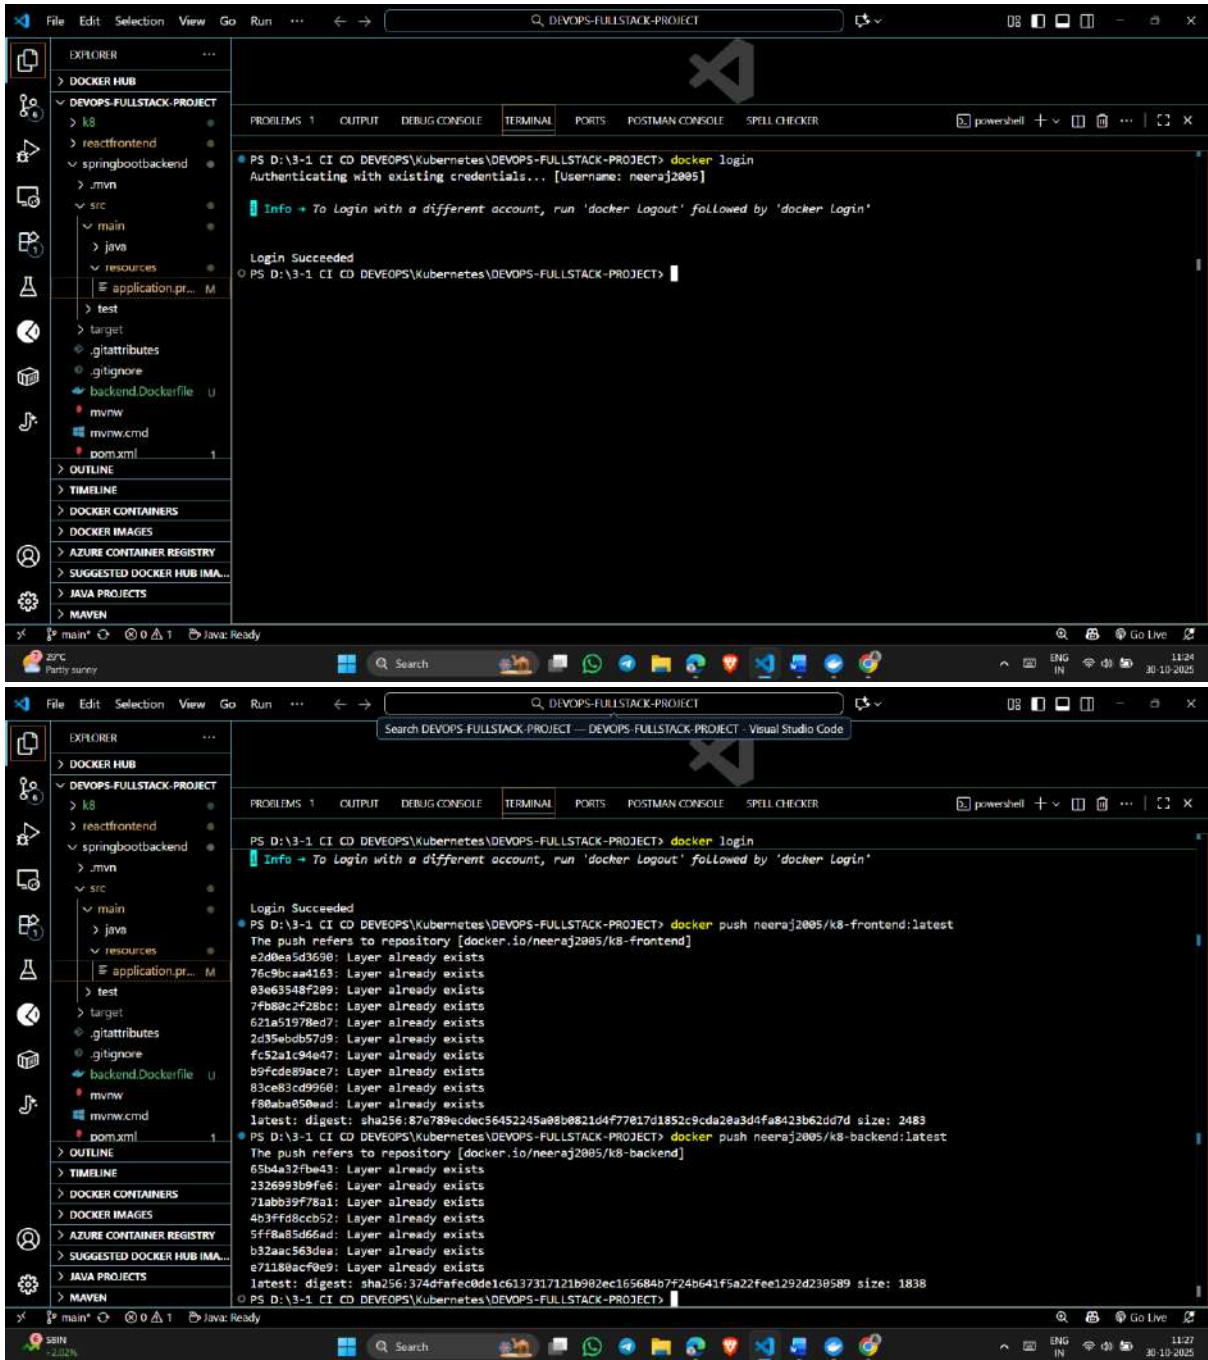 File Edit Selection View Go Run ··· DEVOPS-FULLSTACK-PROJECT
EXPLORER ···
DOCKER HUB
DEVOPS-FULLSTACK-PROJECT
k8
reactfrontend
springbootbackend
.mvn
src
main
java
resources
application.pr... M
test
target
.gitattributes
.gitignore
backend.Dockerfile U
mvnw
mvnw.cmd
pom.xml 1
OUTLINE
TIMELINE
DOCKER CONTAINERS
DOCKER IMAGES
AZURE CONTAINER REGISTRY
SUGGESTED DOCKER HUB IMA...
JAVA PROJECTS
MAVEN
PROBLEMS 1 OUTPUT DEBUG CONSOLE TERMINAL PORTS POSTMAN CONSOLE SPELL CHECKER powershell
PS D:\3-1 CI CD DEVEOPS\Kubernetes\DEVOPS-FULLSTACK-PROJECT> docker login
Authenticating with existing credentials... [Username: neeraj2005]
i Info → To login with a different account, run 'docker logout' followed by 'docker login'
Login Succeeded
PS D:\3-1 CI CD DEVEOPS\Kubernetes\DEVOPS-FULLSTACK-PROJECT>
main* 0 1 Java: Ready Go Live
29°C
Partly sunny
Search
ENG
IN
11:24
30-10-2025
File Edit Selection View Go Run ··· DEVOPS-FULLSTACK-PROJECT
Search DEVOPS-FULLSTACK-PROJECT — DEVOPS-FULLSTACK-PROJECT - Visual Studio Code
EXPLORER ···
DOCKER HUB
DEVOPS-FULLSTACK-PROJECT
k8
reactfrontend
springbootbackend
.mvn
src
main
java
resources
application.pr... M
test
target
.gitattributes
.gitignore
backend.Dockerfile U
mvnw
mvnw.cmd
pom.xml 1
OUTLINE
TIMELINE
DOCKER CONTAINERS
DOCKER IMAGES
AZURE CONTAINER REGISTRY
SUGGESTED DOCKER HUB IMA...
JAVA PROJECTS
MAVEN
PROBLEMS 1 OUTPUT DEBUG CONSOLE TERMINAL PORTS POSTMAN CONSOLE SPELL CHECKER powershell
PS D:\3-1 CI CD DEVEOPS\Kubernetes\DEVOPS-FULLSTACK-PROJECT> docker login
i Info → To login with a different account, run 'docker logout' followed by 'docker login'
Login Succeeded
PS D:\3-1 CI CD DEVEOPS\Kubernetes\DEVOPS-FULLSTACK-PROJECT> docker push neeraj2005/k8-frontend:latest
The push refers to repository [docker.io/neeraj2005/k8-frontend]
e2d0ea5d3690: Layer already exists
76c9bcaa4163: Layer already exists
03e63548f209: Layer already exists
7fb80c2f28bc: Layer already exists
621a51978ed7: Layer already exists
2d35ebdb57d9: Layer already exists
fc52a1c94e47: Layer already exists
b9fcde89ace7: Layer already exists
83ce83cd9960: Layer already exists
f80aba050ead: Layer already exists
latest: digest: sha256:87e789ecdec56452245a08b0821d4f77017d1852c9cda20a3d4fa8423b62dd7d size: 2483
PS D:\3-1 CI CD DEVEOPS\Kubernetes\DEVOPS-FULLSTACK-PROJECT> docker push neeraj2005/k8-backend:latest
The push refers to repository [docker.io/neeraj2005/k8-backend]
65b4a32fbe43: Layer already exists
2326993b9fe6: Layer already exists
71abb39f78a1: Layer already exists
4b3ffd8ccb52: Layer already exists
5ff8a85d66ad: Layer already exists
b32aac563dea: Layer already exists
e71180acf0e9: Layer already exists
latest: digest: sha256:374dfafec0de1c6137317121b902ec165684b7f24b641f5a22fee1292d230589 size: 1838
PS D:\3-1 CI CD DEVEOPS\Kubernetes\DEVOPS-FULLSTACK-PROJECT>
main* 0 1 Java: Ready Go Live
SBIN
-2.02%
Search
ENG
IN
11:27
30-10-2025